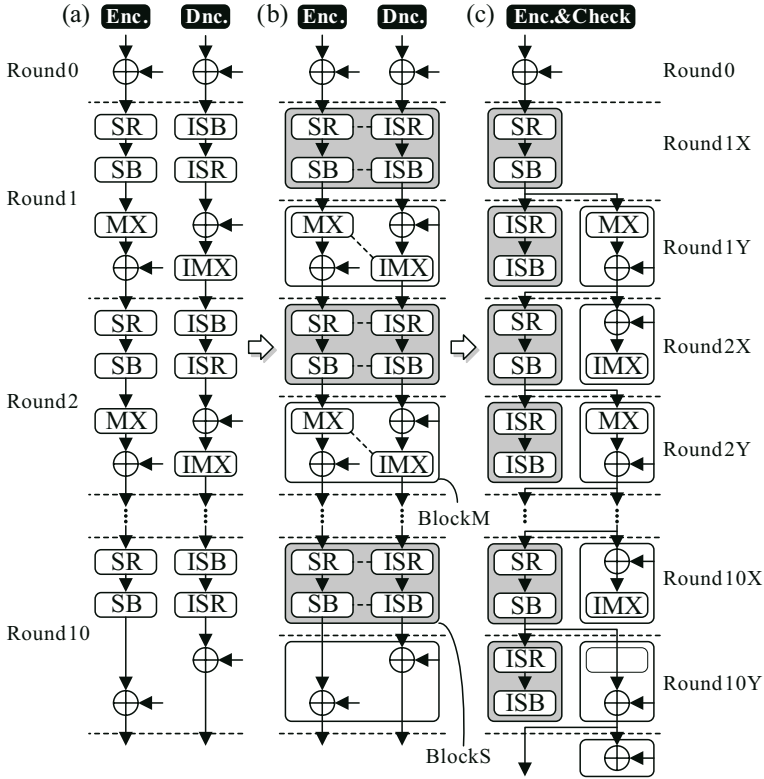 (a) Enc. Dnc. (b) Enc. Dnc. (c) Enc.&Check
Round0 Round0
SR ISB SR ISR SR
Round1X
SB ISR SB ISB SB
Round1
MX MX ISR MX
Round1Y
IMX IMX ISB
SR ISB SR ISR SR
Round2X
SB ISR SB ISB SB IMX
Round2
MX MX ISR MX
Round2Y
IMX IMX ISB
BlockM
SR ISB SR ISR SR
Round10X
SB ISR SB ISB SB IMX
Round10
ISR
Round10Y
ISB
BlockS